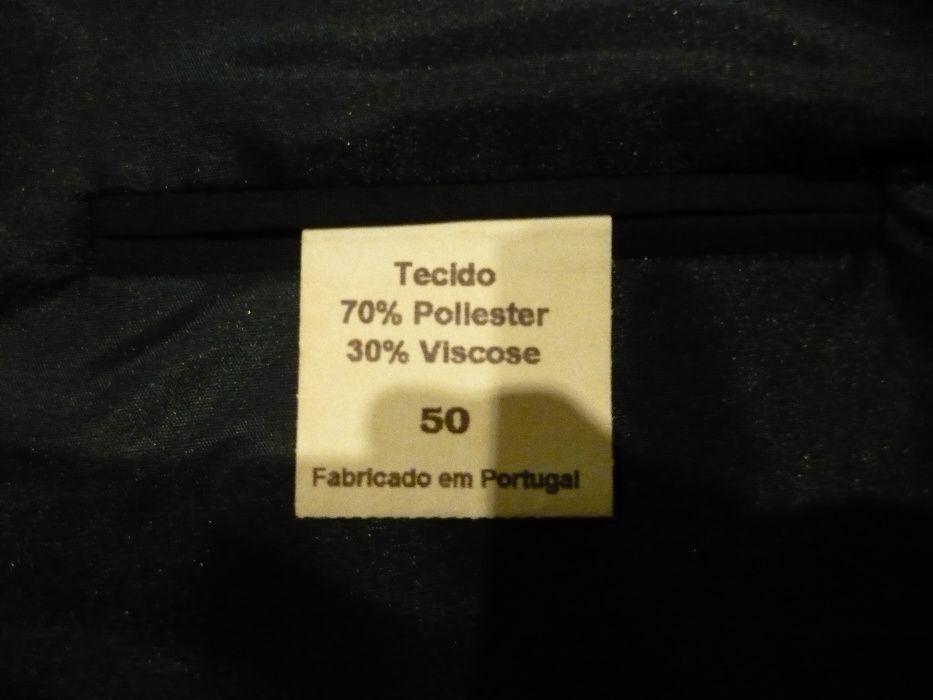 Tecido
70% Poliester
30% Viscose
50
Fabricado em Portugal